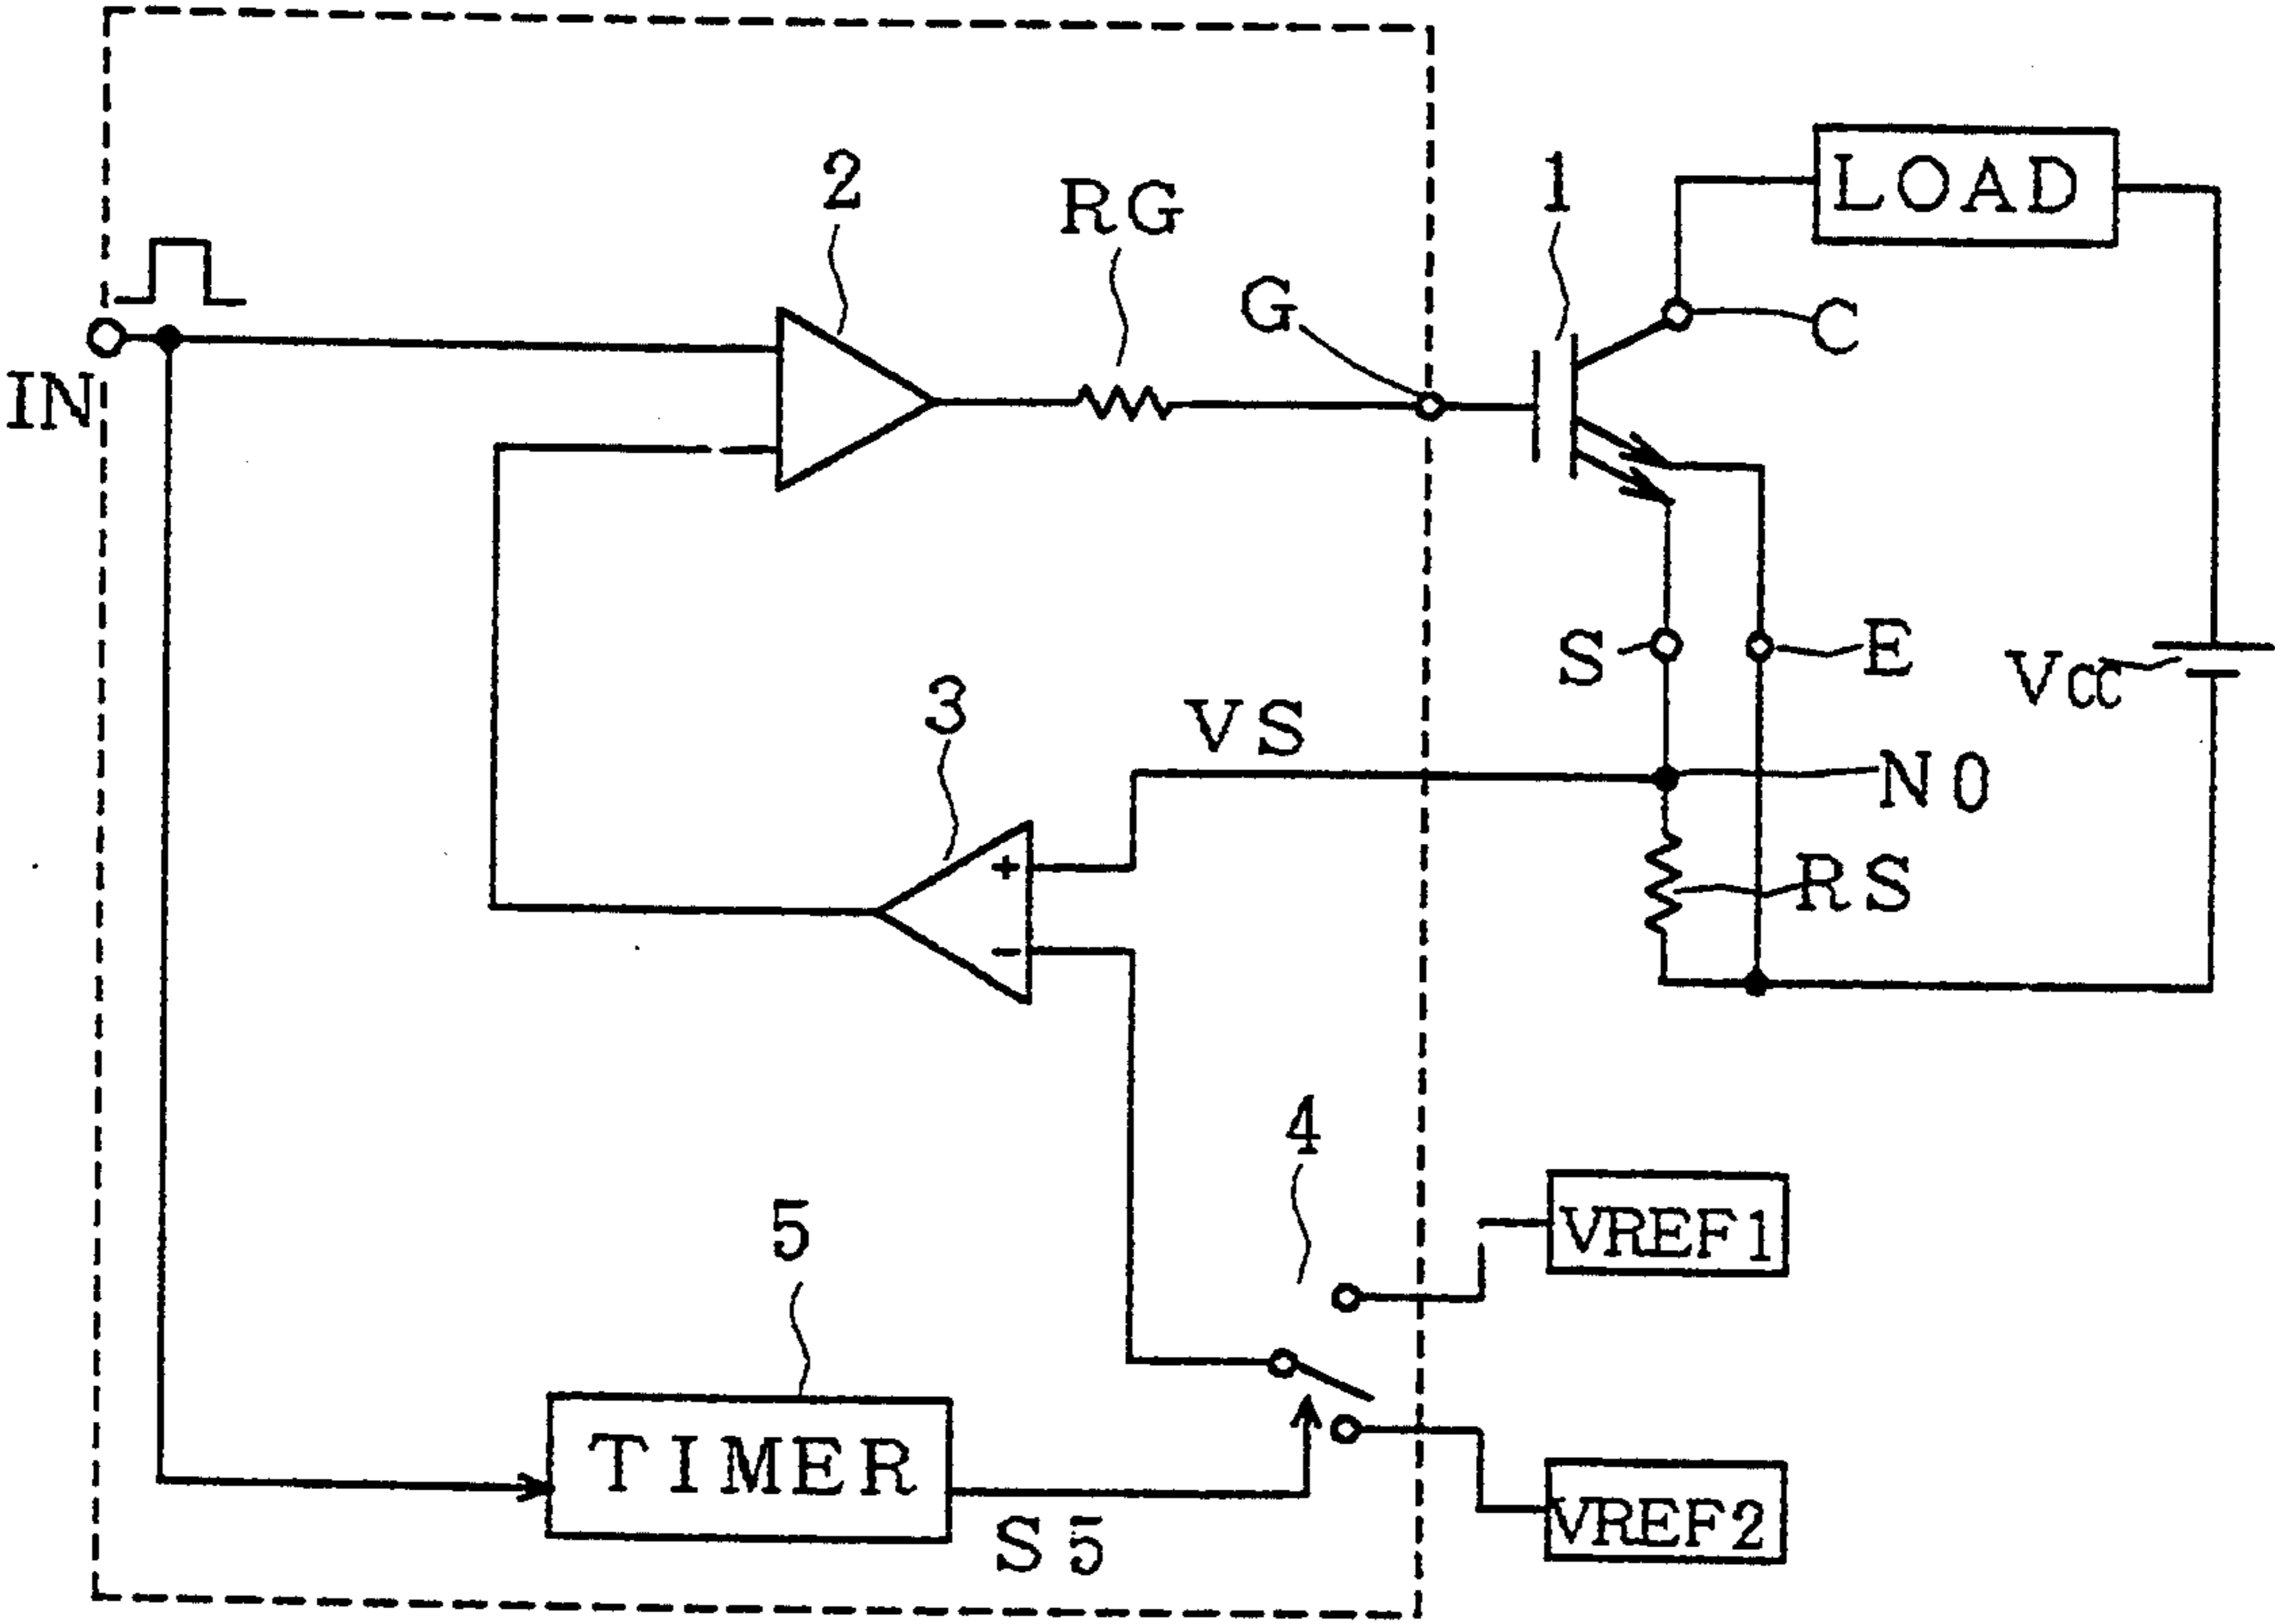 1
LOAD
2
RG
G
C
IN
S
E
VCC
3
VS
N0
+
RS
−
4
5
VREF1
TIMER
S5
VREF2